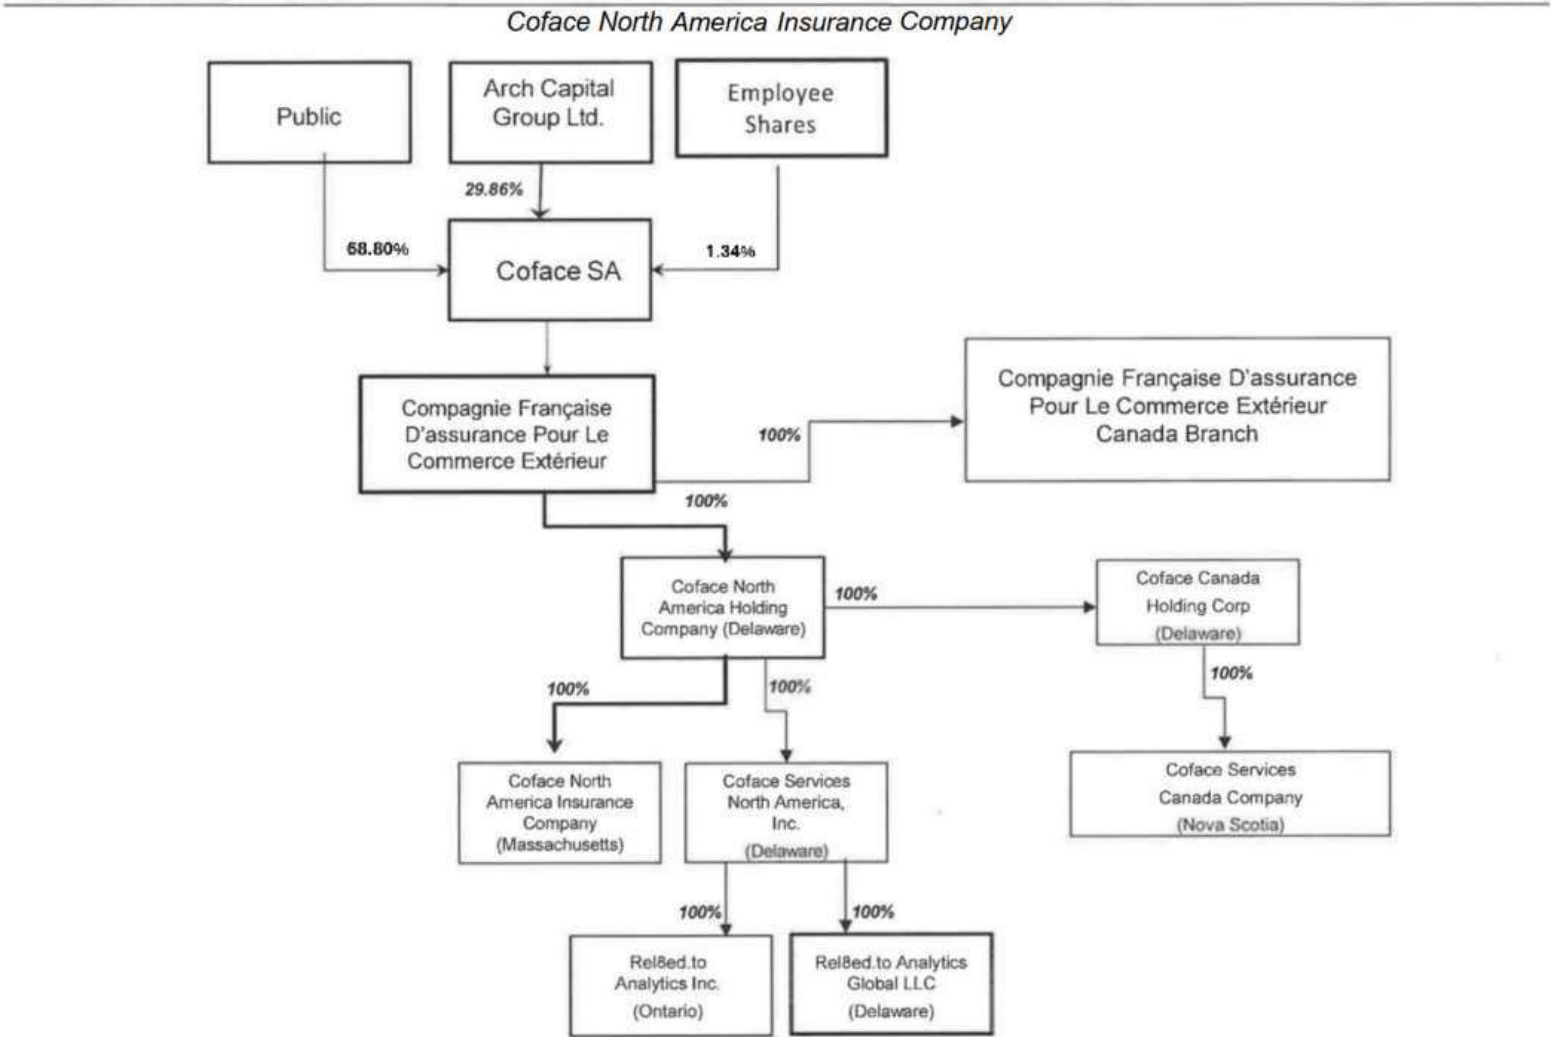 Coface North America Insurance Company
Public
Arch Capital
Group Ltd.
Employee
Shares
29.86%
68.80%
1.34%
Coface SA
Compagnie Française
D'assurance Pour Le
Commerce Extérieur
100%
Compagnie Française D'assurance
Pour Le Commerce Extérieur
Canada Branch
100%
Coface North
America Holding
Company (Delaware)
100%
Coface Canada
Holding Corp
(Delaware)
100%
100%
100%
Coface North
America Insurance
Company
(Massachusetts)
Coface Services
North America,
Inc.
(Delaware)
Coface Services
Canada Company
(Nova Scotia)
100%
100%
Rel8ed.to
Analytics Inc.
(Ontario)
Rel8ed.to Analytics
Global LLC
(Delaware)